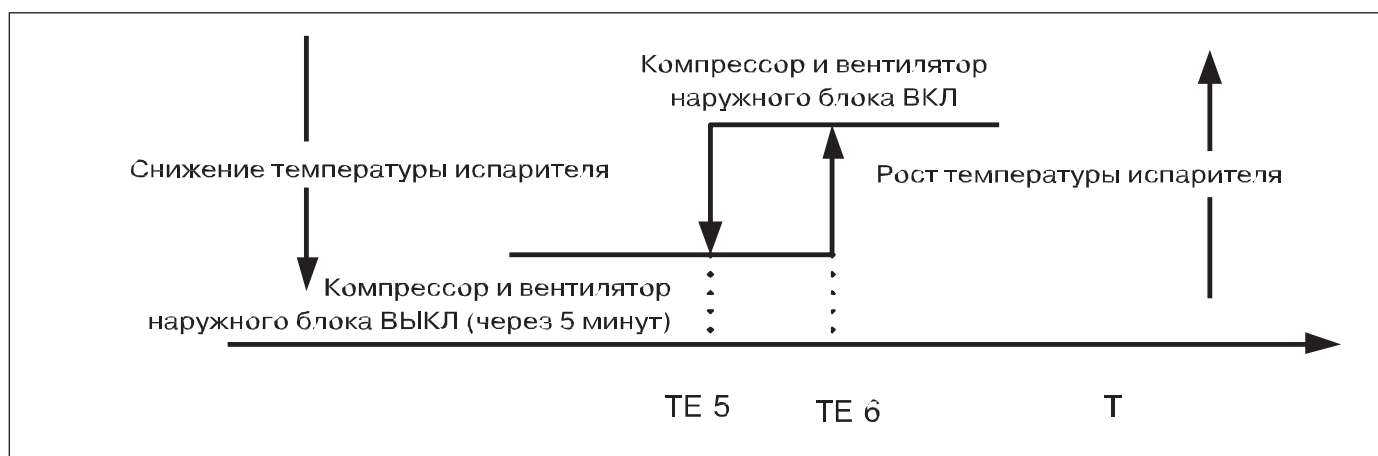 Компрессор и вентилятор
наружного блока ВКЛ
Снижение температуры испарителя
Рост температуры испарителя
Компрессор и вентилятор
наружного блока ВЫКЛ (через 5 минут)
TE 5
TE 6
T